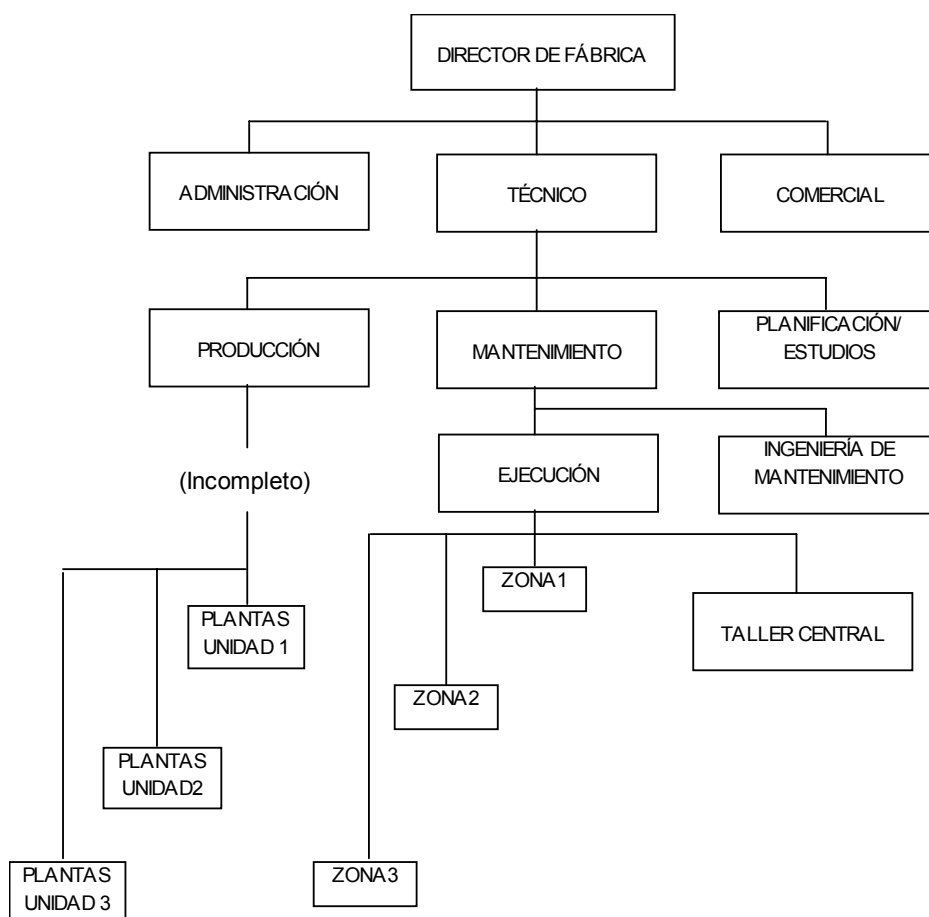 DIRECTOR DE FÁBRICA
ADMINISTRACIÓN
TÉCNICO
COMERCIAL
PRODUCCIÓN
MANTENIMIENTO
PLANIFICACIÓN/
ESTUDIOS
EJECUCIÓN
INGENIERÍA DE
MANTENIMIENTO
(Incompleto)
ZONA1
PLANTAS
UNIDAD 1
TALLER CENTRAL
ZONA2
PLANTAS
UNIDAD2
PLANTAS
UNIDAD 3
ZONA3